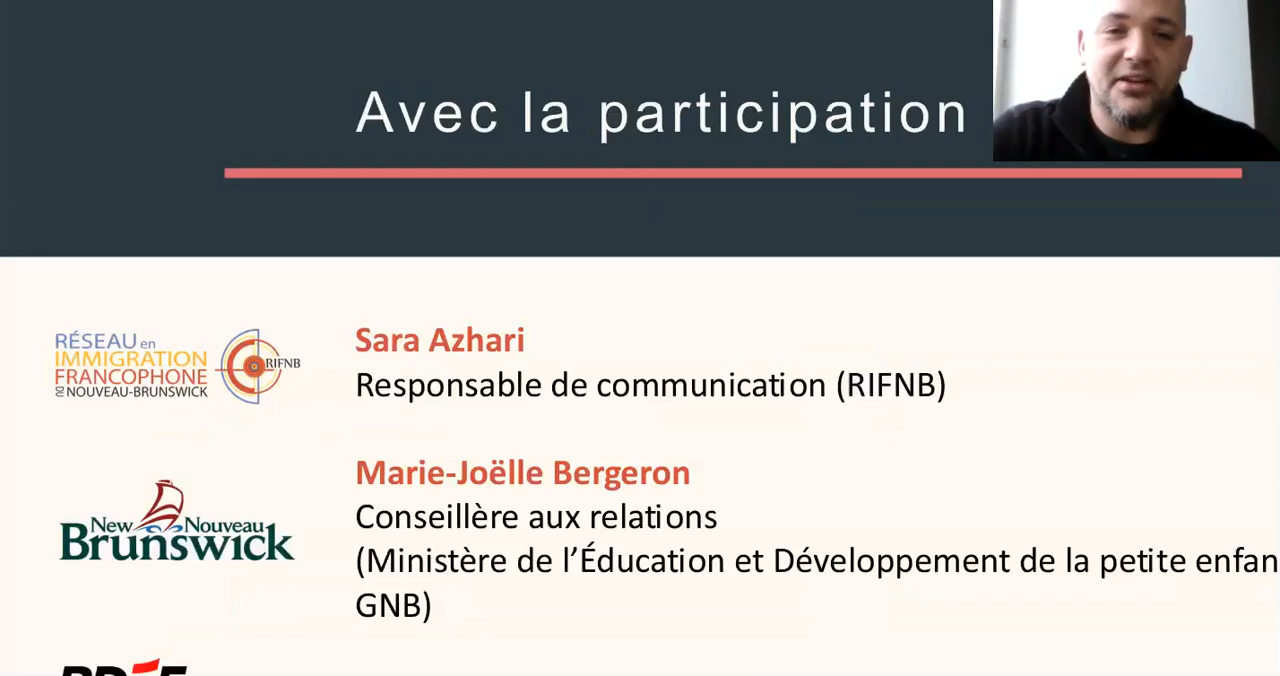 Avec la participation
RÉSEAU en
IMMIGRATION
FRANCOPHONE
DU NOUVEAU-BRUNSWICK
RIFNB
Sara Azhari
Responsable de communication (RIFNB)
New Nouveau
Brunswick
Marie-Joëlle Bergeron
Conseillère aux relations
(Ministère de l’Éducation et Développement de la petite enfan
GNB)